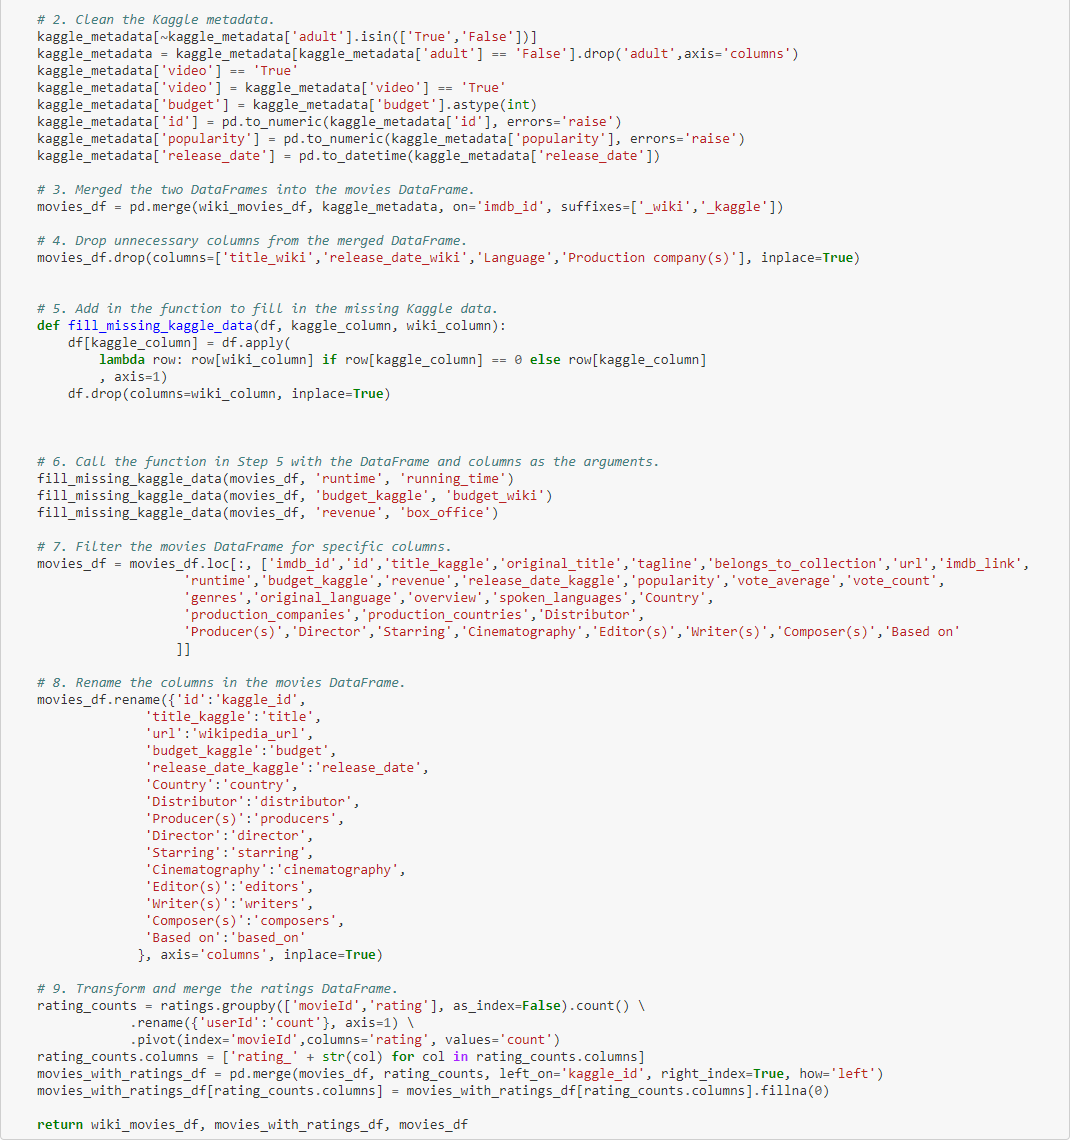 # 2. Clean the Kaggle metadata.
kaggle_metadata[~kaggle_metadata['adult'].isin(['True','False'])]
kaggle_metadata = kaggle_metadata[kaggle_metadata['adult'] == 'False'].drop('adult',axis='columns')
kaggle_metadata['video'] == 'True'
kaggle_metadata['video'] = kaggle_metadata['video'] == 'True'
kaggle_metadata['budget'] = kaggle_metadata['budget'].astype(int)
kaggle_metadata['id'] = pd.to_numeric(kaggle_metadata['id'], errors='raise')
kaggle_metadata['popularity'] = pd.to_numeric(kaggle_metadata['popularity'], errors='raise')
kaggle_metadata['release_date'] = pd.to_datetime(kaggle_metadata['release_date'])
# 3. Merged the two DataFrames into the movies DataFrame.
movies_df = pd.merge(wiki_movies_df, kaggle_metadata, on='imdb_id', suffixes=['_wiki','_kaggle'])
# 4. Drop unnecessary columns from the merged DataFrame.
movies_df.drop(columns=['title_wiki','release_date_wiki','Language','Production company(s)'], inplace=True)
# 5. Add in the function to fill in the missing Kaggle data.
def fill_missing_kaggle_data(df, kaggle_column, wiki_column):
    df[kaggle_column] = df.apply(
        lambda row: row[wiki_column] if row[kaggle_column] == 0 else row[kaggle_column]
        , axis=1)
    df.drop(columns=wiki_column, inplace=True)
# 6. Call the function in Step 5 with the DataFrame and columns as the arguments.
fill_missing_kaggle_data(movies_df, 'runtime', 'running_time')
fill_missing_kaggle_data(movies_df, 'budget_kaggle', 'budget_wiki')
fill_missing_kaggle_data(movies_df, 'revenue', 'box_office')
# 7. Filter the movies DataFrame for specific columns.
movies_df = movies_df.loc[:, ['imdb_id','id','title_kaggle','original_title','tagline','belongs_to_collection','url','imdb_link',
                   'runtime','budget_kaggle','revenue','release_date_kaggle','popularity','vote_average','vote_count',
                   'genres','original_language','overview','spoken_languages','Country',
                   'production_companies','production_countries','Distributor',
                   'Producer(s)','Director','Starring','Cinematography','Editor(s)','Writer(s)','Composer(s)','Based on'
                  ]]
# 8. Rename the columns in the movies DataFrame.
movies_df.rename({'id':'kaggle_id',
              'title_kaggle':'title',
              'url':'wikipedia_url',
              'budget_kaggle':'budget',
              'release_date_kaggle':'release_date',
              'Country':'country',
              'Distributor':'distributor',
              'Producer(s)':'producers',
              'Director':'director',
              'Starring':'starring',
              'Cinematography':'cinematography',
              'Editor(s)':'editors',
              'Writer(s)':'writers',
              'Composer(s)':'composers',
              'Based on':'based_on'
             }, axis='columns', inplace=True)
# 9. Transform and merge the ratings DataFrame.
rating_counts = ratings.groupby(['movieId','rating'], as_index=False).count() \
            .rename({'userId':'count'}, axis=1) \
            .pivot(index='movieId',columns='rating', values='count')
rating_counts.columns = ['rating_' + str(col) for col in rating_counts.columns]
movies_with_ratings_df = pd.merge(movies_df, rating_counts, left_on='kaggle_id', right_index=True, how='left')
movies_with_ratings_df[rating_counts.columns] = movies_with_ratings_df[rating_counts.columns].fillna(0)
return wiki_movies_df, movies_with_ratings_df, movies_df